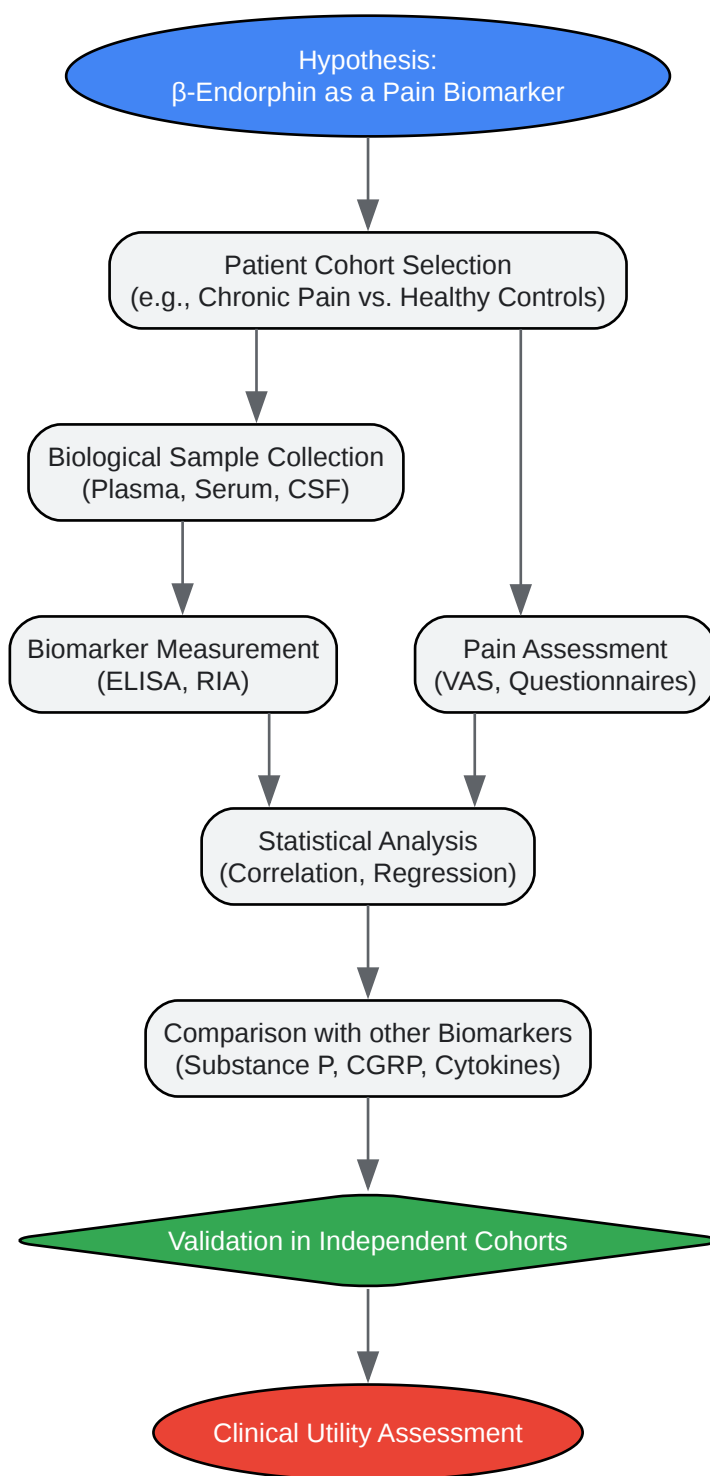 Hypothesis:
β-Endorphin as a Pain Biomarker
Patient Cohort Selection
(e.g., Chronic Pain vs. Healthy Controls)
Biological Sample Collection
(Plasma, Serum, CSF)
Biomarker Measurement
(ELISA, RIA)
Pain Assessment
(VAS, Questionnaires)
Statistical Analysis
(Correlation, Regression)
Comparison with other Biomarkers
(Substance P, CGRP, Cytokines)
Validation in Independent Cohorts
Clinical Utility Assessment